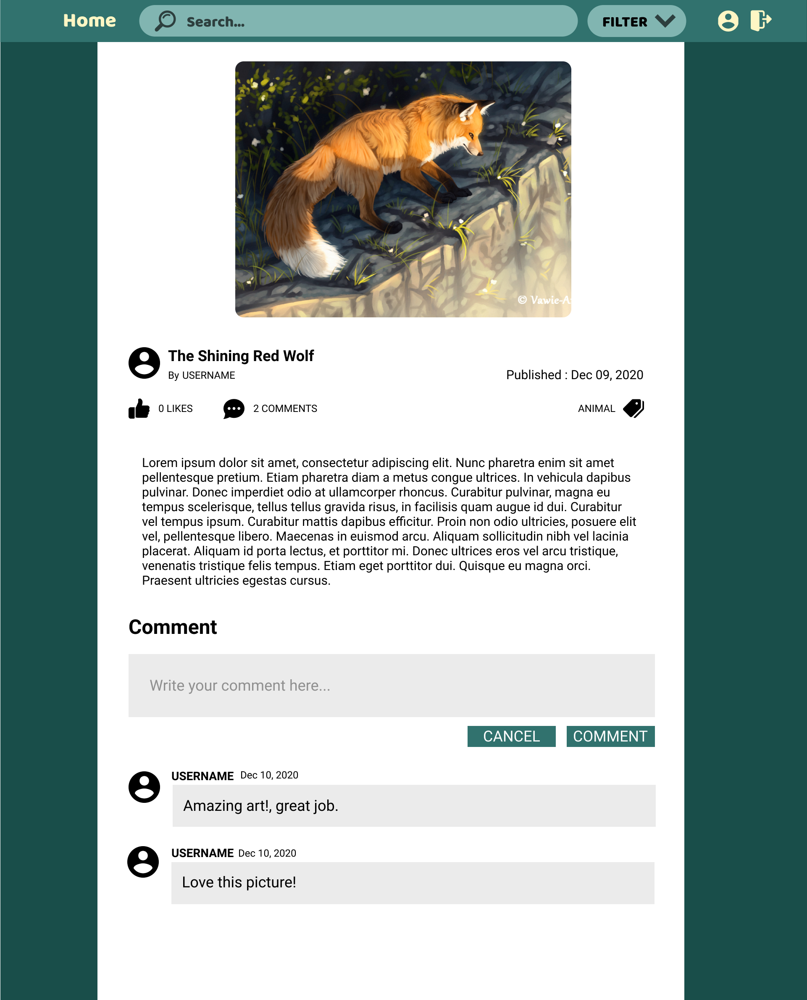 Home
Search...
FILTER
© Vawie-A
The Shining Red Wolf
By USERNAME
Published : Dec 09, 2020
0 LIKES
2 COMMENTS
ANIMAL
Lorem ipsum dolor sit amet, consectetur adipiscing elit. Nunc pharetra enim sit amet
pellentesque pretium. Etiam pharetra diam a metus congue ultrices. In vehicula dapibus
pulvinar. Donec imperdiet odio at ullamcorper rhoncus. Curabitur pulvinar, magna eu
tempus scelerisque, tellus tellus gravida risus, in facilisis quam augue id dui. Curabitur
vel tempus ipsum. Curabitur mattis dapibus efficitur. Proin non odio ultricies, posuere elit
vel, pellentesque libero. Maecenas in euismod arcu. Aliquam sollicitudin nibh vel lacinia
placerat. Aliquam id porta lectus, et porttitor mi. Donec ultrices eros vel arcu tristique,
venenatis tristique felis tempus. Etiam eget porttitor dui. Quisque eu magna orci.
Praesent ultricies egestas cursus.
Comment
Write your comment here...
CANCEL
COMMENT
USERNAME Dec 10, 2020
Amazing art!, great job.
USERNAME Dec 10, 2020
Love this picture!